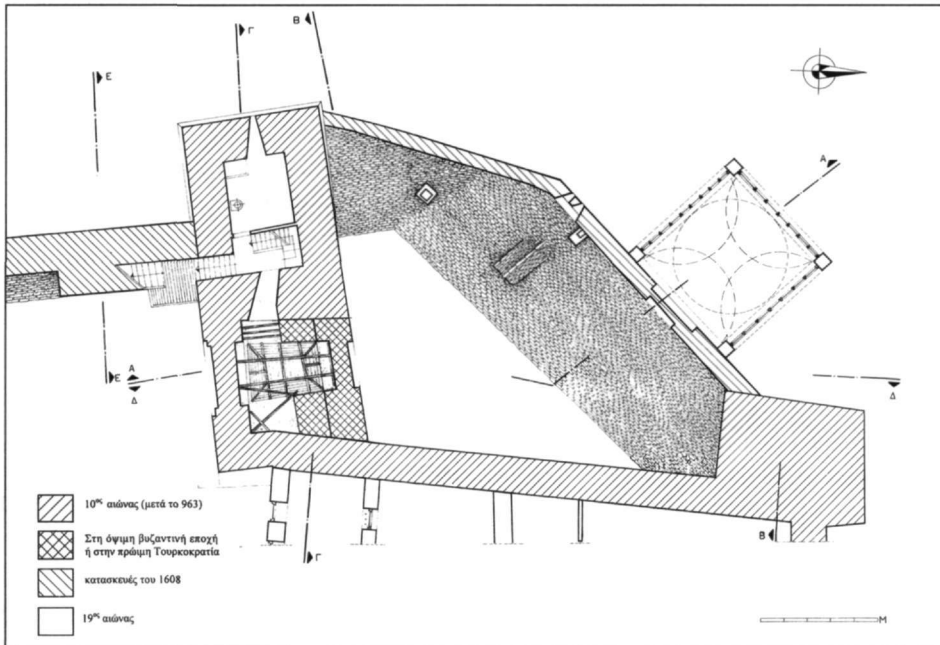 Β
Γ
Ε
Α
Ε
Α
Δ
Δ
10ος αιώνας (μετά το 963)
Στη όψιμη βυζαντινή εποχή
ή στην πρώιμη Τουρκοκρατία
κατασκευές του 1608
19ος αιώνας
Γ
Β
Μ